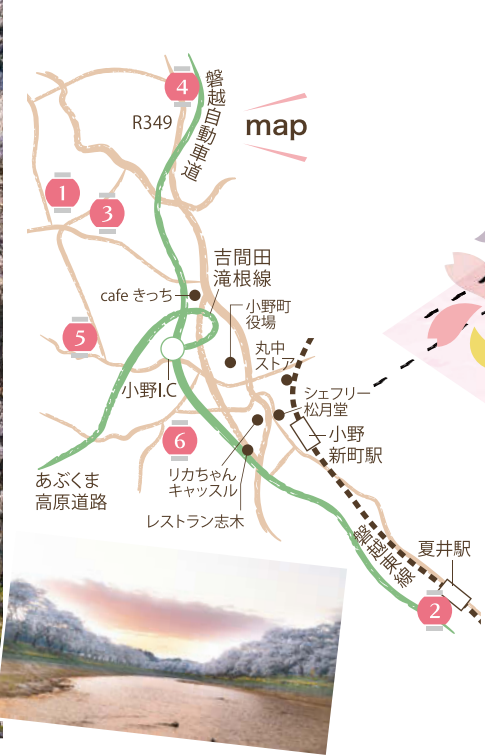 4
磐越自動車道
R349
map
1
3
吉間田
滝根線
cafe きっち
小野町
役場
丸中
ストア
5
小野I.C
シェフリー
松月堂
小野
新町駅
6
リカちゃん
キャッスル
あぶくま
高原道路
レストラン志木
磐越東線
夏井駅
2